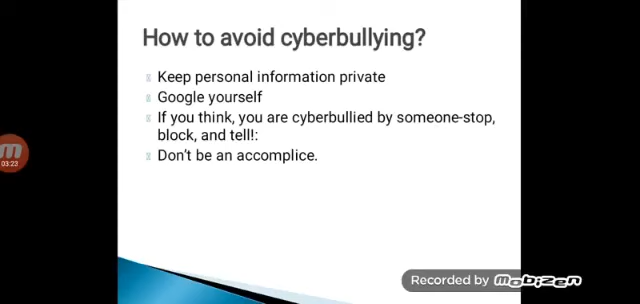 How to avoid cyberbullying?
Keep personal information private
Google yourself
If you think, you are cyberbullied by someone-stop,
block, and tell!:
Don't be an accomplice.
03:23
Recorded by Mobizen